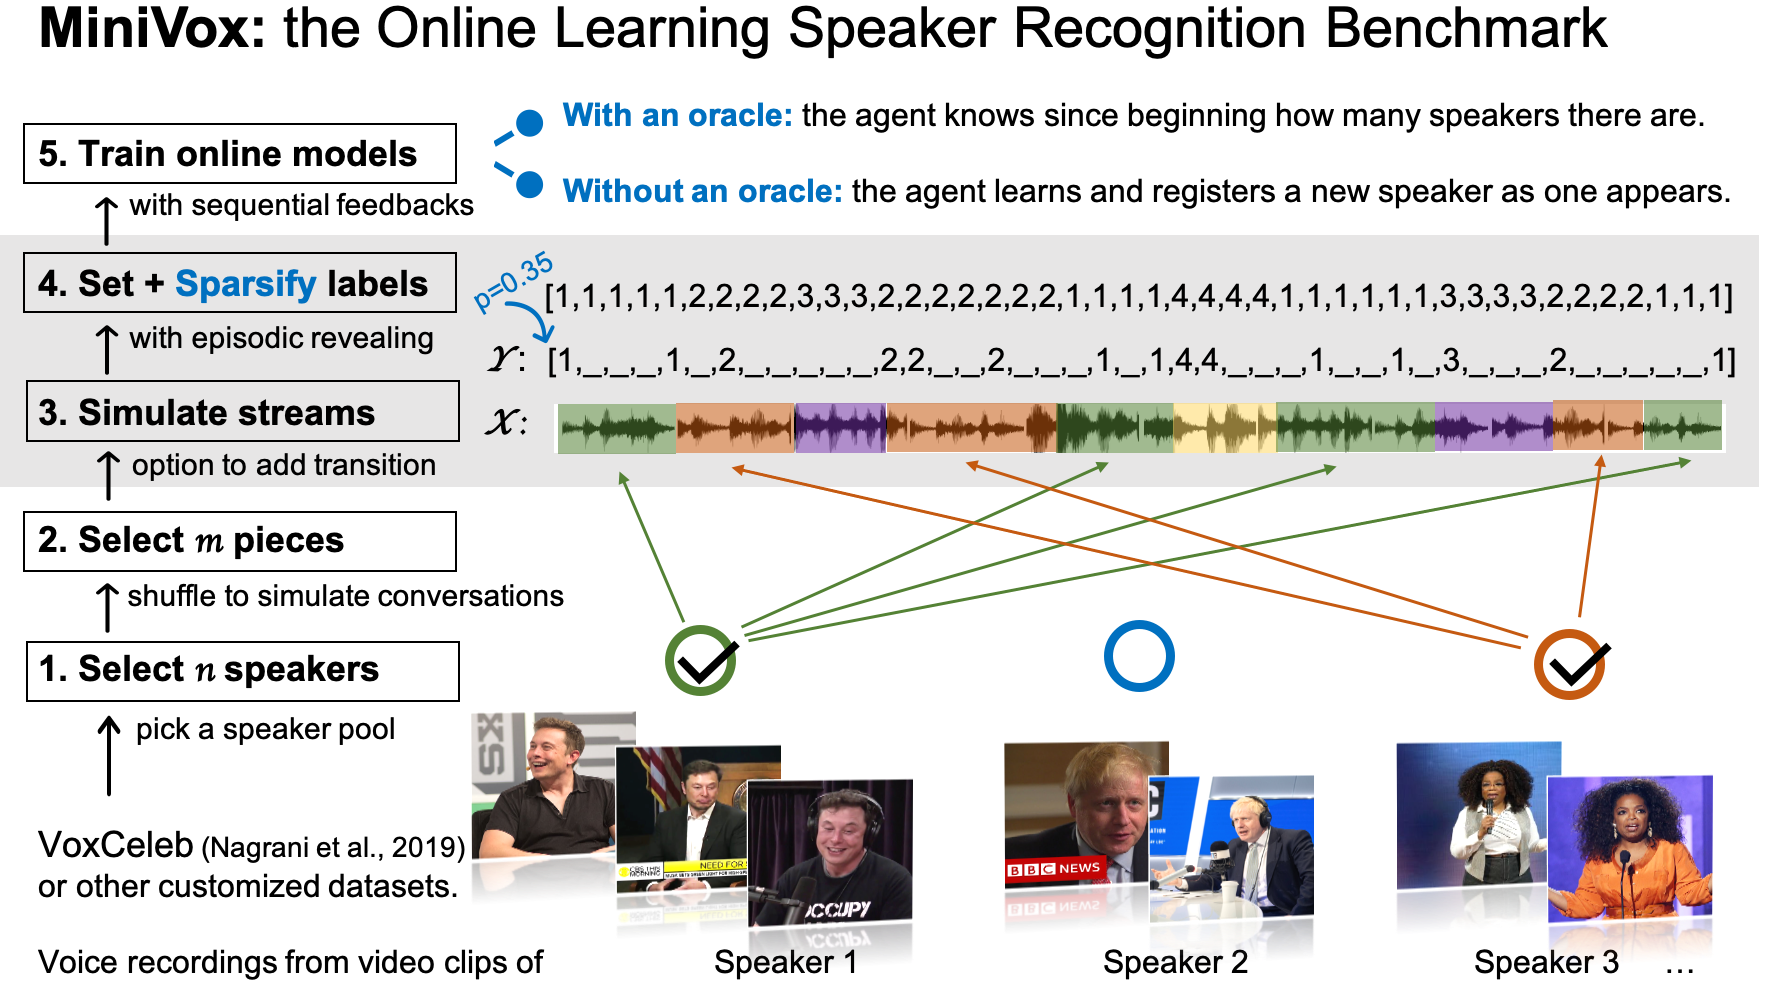 MiniVox: the Online Learning Speaker Recognition Benchmark
With an oracle: the agent knows since beginning how many speakers there are.
5. Train online models
Without an oracle: the agent learns and registers a new speaker as one appears.
with sequential feedbacks
4. Set + Sparsify labels
p=0.35
[1,1,1,1,1,2,2,2,2,3,3,3,2,2,2,2,2,2,2,1,1,1,1,4,4,4,4,1,1,1,1,1,1,3,3,3,3,2,2,2,2,1,1,1]
with episodic revealing
𝒴: [1,_,_,_,1,_,2,_,_,_,_,_,2,2,_,_,2,_,_,_,1,_,1,4,4,_,_,_,1,_,_,1,_,3,_,_,_,2,_,_,_,_,_,1]
3. Simulate streams
𝒳:
option to add transition
2. Select m pieces
shuffle to simulate conversations
1. Select n speakers
pick a speaker pool
VoxCeleb (Nagrani et al., 2019)
or other customized datasets.
NEED FOR
CBS THIS
MORNING
BBC NEWS
OCCUPY
Voice recordings from video clips of
Speaker 1
Speaker 2
Speaker 3
…